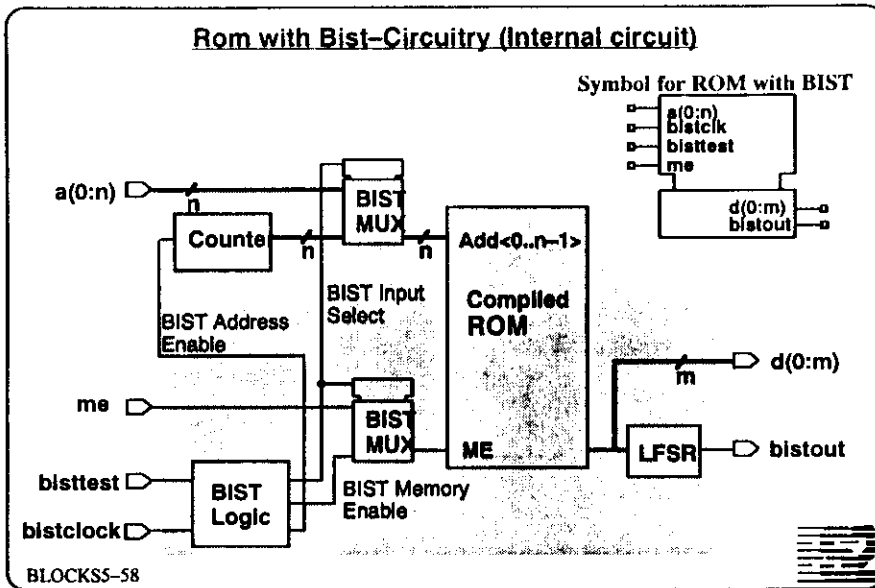 Rom with Bist–Circuitry (Internal circuit)
Symbol for ROM with BIST
a(0:n)
bistclk
bisttest
me
d(0:m)
bistout
a(0:n)
n
BIST
MUX
Counte
n
n
Add<0..n–1>
BIST Input
Select
BIST Address
Enable
Compiled
ROM
me
BIST
MUX
ME
m
d(0:m)
LFSR
bistout
bisttest
BIST
Logic
BIST Memory
Enable
bistclock
BLOCKS5–58